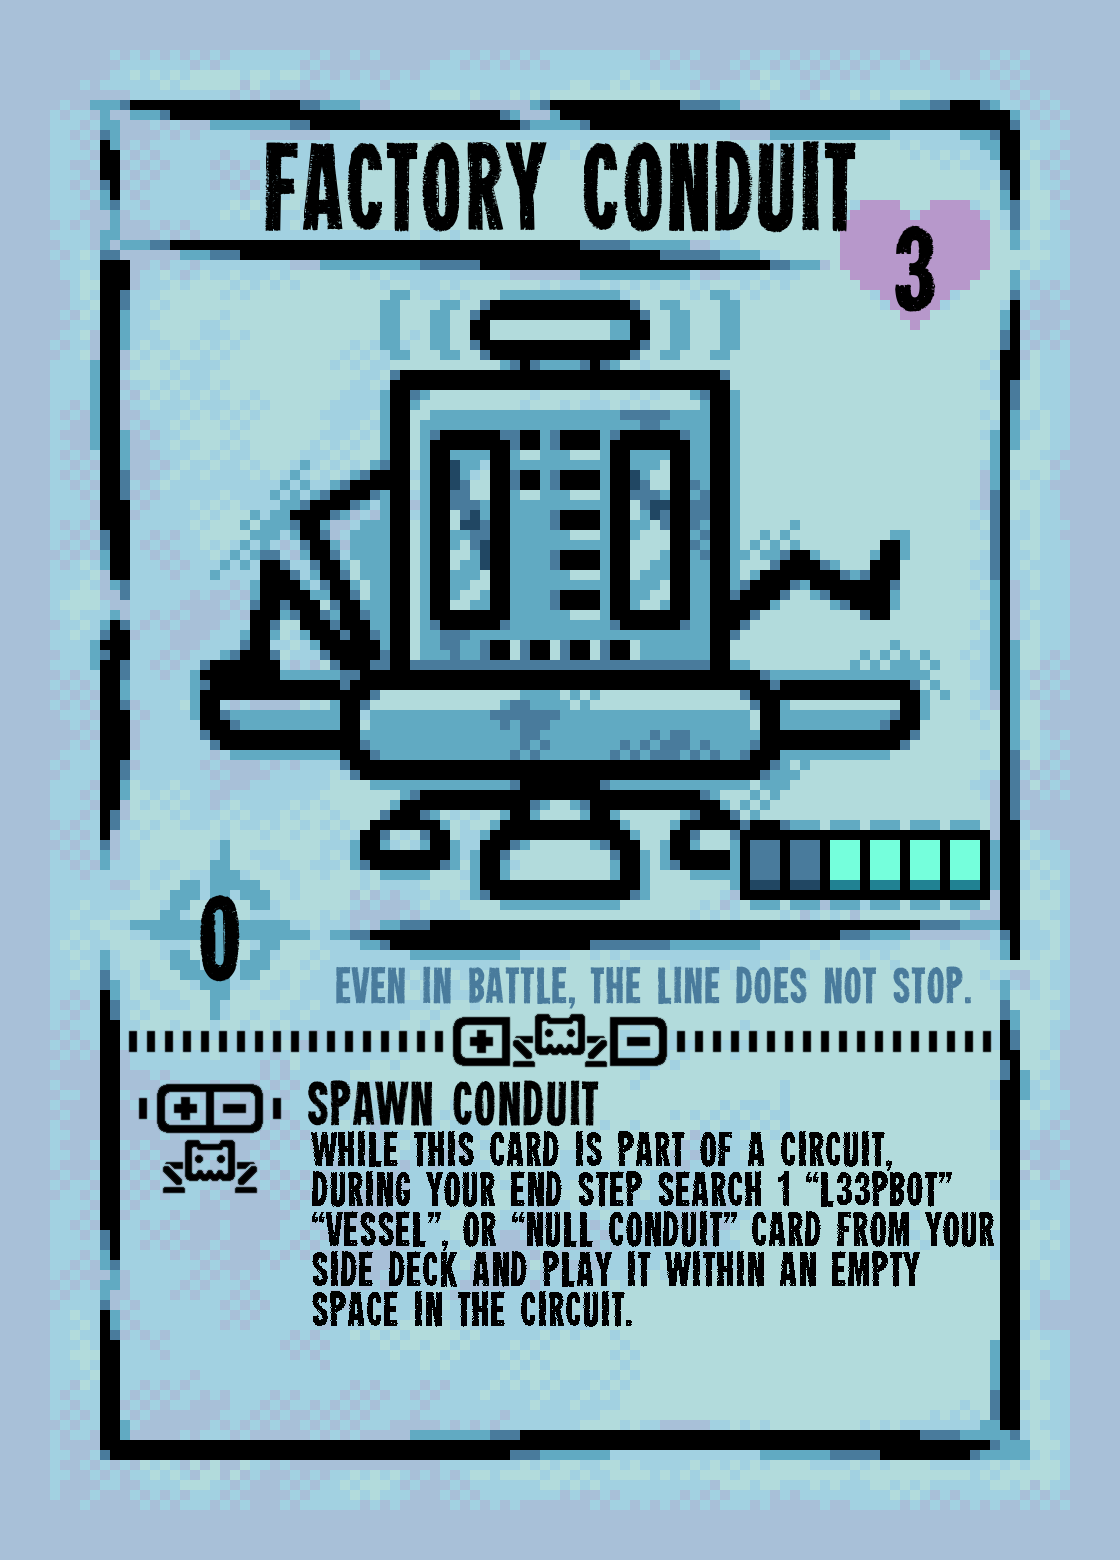 FACTORY CONDUIT
3
0
EVEN IN BATTLE, THE LINE DOES NOT STOP.
SPAWN CONDUIT
WHILE THIS CARD IS PART OF A CIRCUIT,
DURING YOUR END STEP SEARCH 1 “L33PBOT”
“VESSEL”, OR “NULL CONDUIT” CARD FROM YOUR
SIDE DECK AND PLAY IT WITHIN AN EMPTY
SPACE IN THE CIRCUIT.